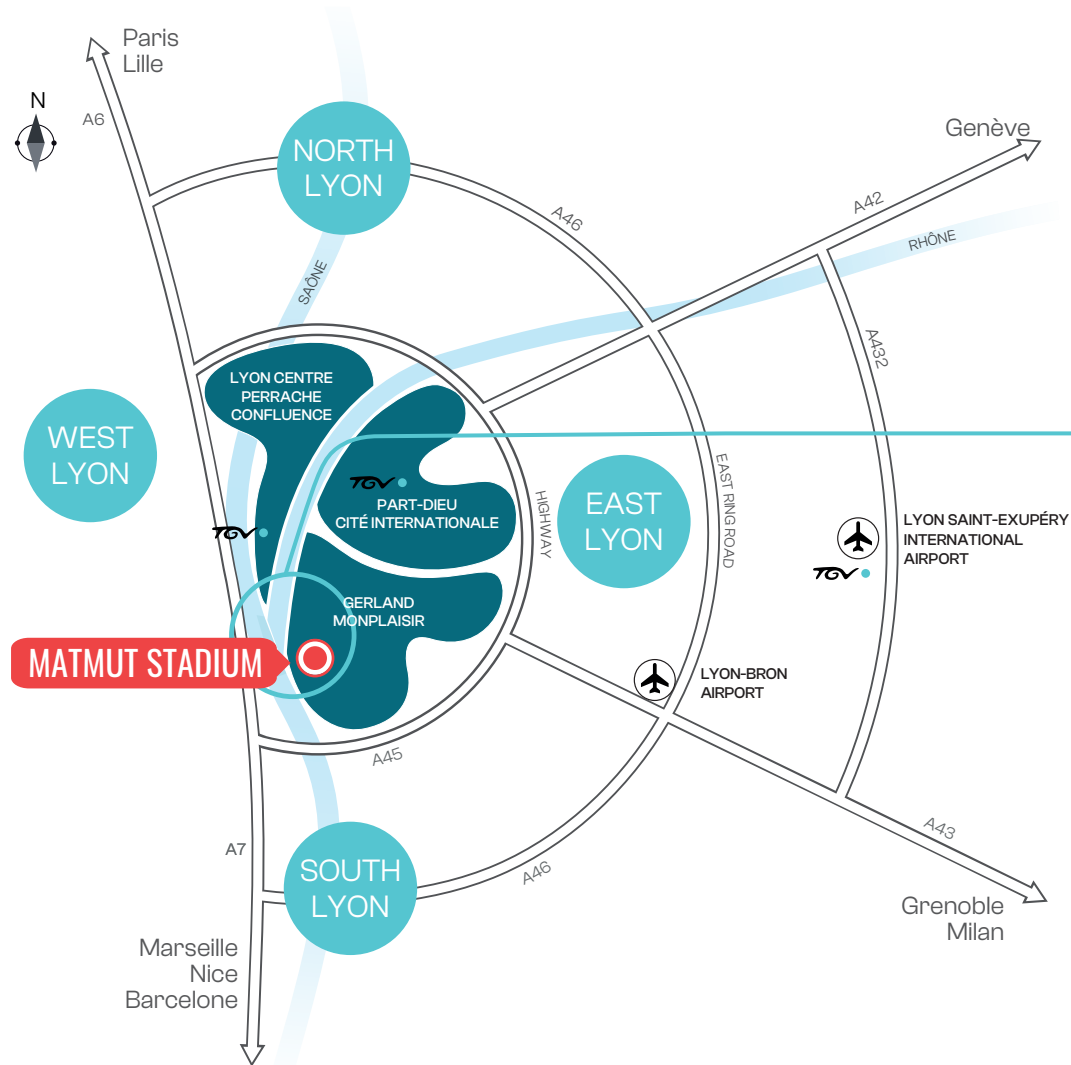 Paris
Lille
N
A6
NORTH
LYON
Genève
A46
A42
RHÔNE
SAÔNE
A432
LYON CENTRE
PERRACHE
CONFLUENCE
WEST
LYON
TGV
PART-DIEU
CITÉ INTERNATIONALE
HIGHWAY
EAST
LYON
EAST RING ROAD
LYON SAINT-EXUPÉRY
INTERNATIONAL
AIRPORT
TGV
TGV
GERLAND
MONPLAISIR
MATMUT STADIUM
LYON-BRON
AIRPORT
A45
A43
A7
SOUTH
LYON
A46
Grenoble
Milan
Marseille
Nice
Barcelone